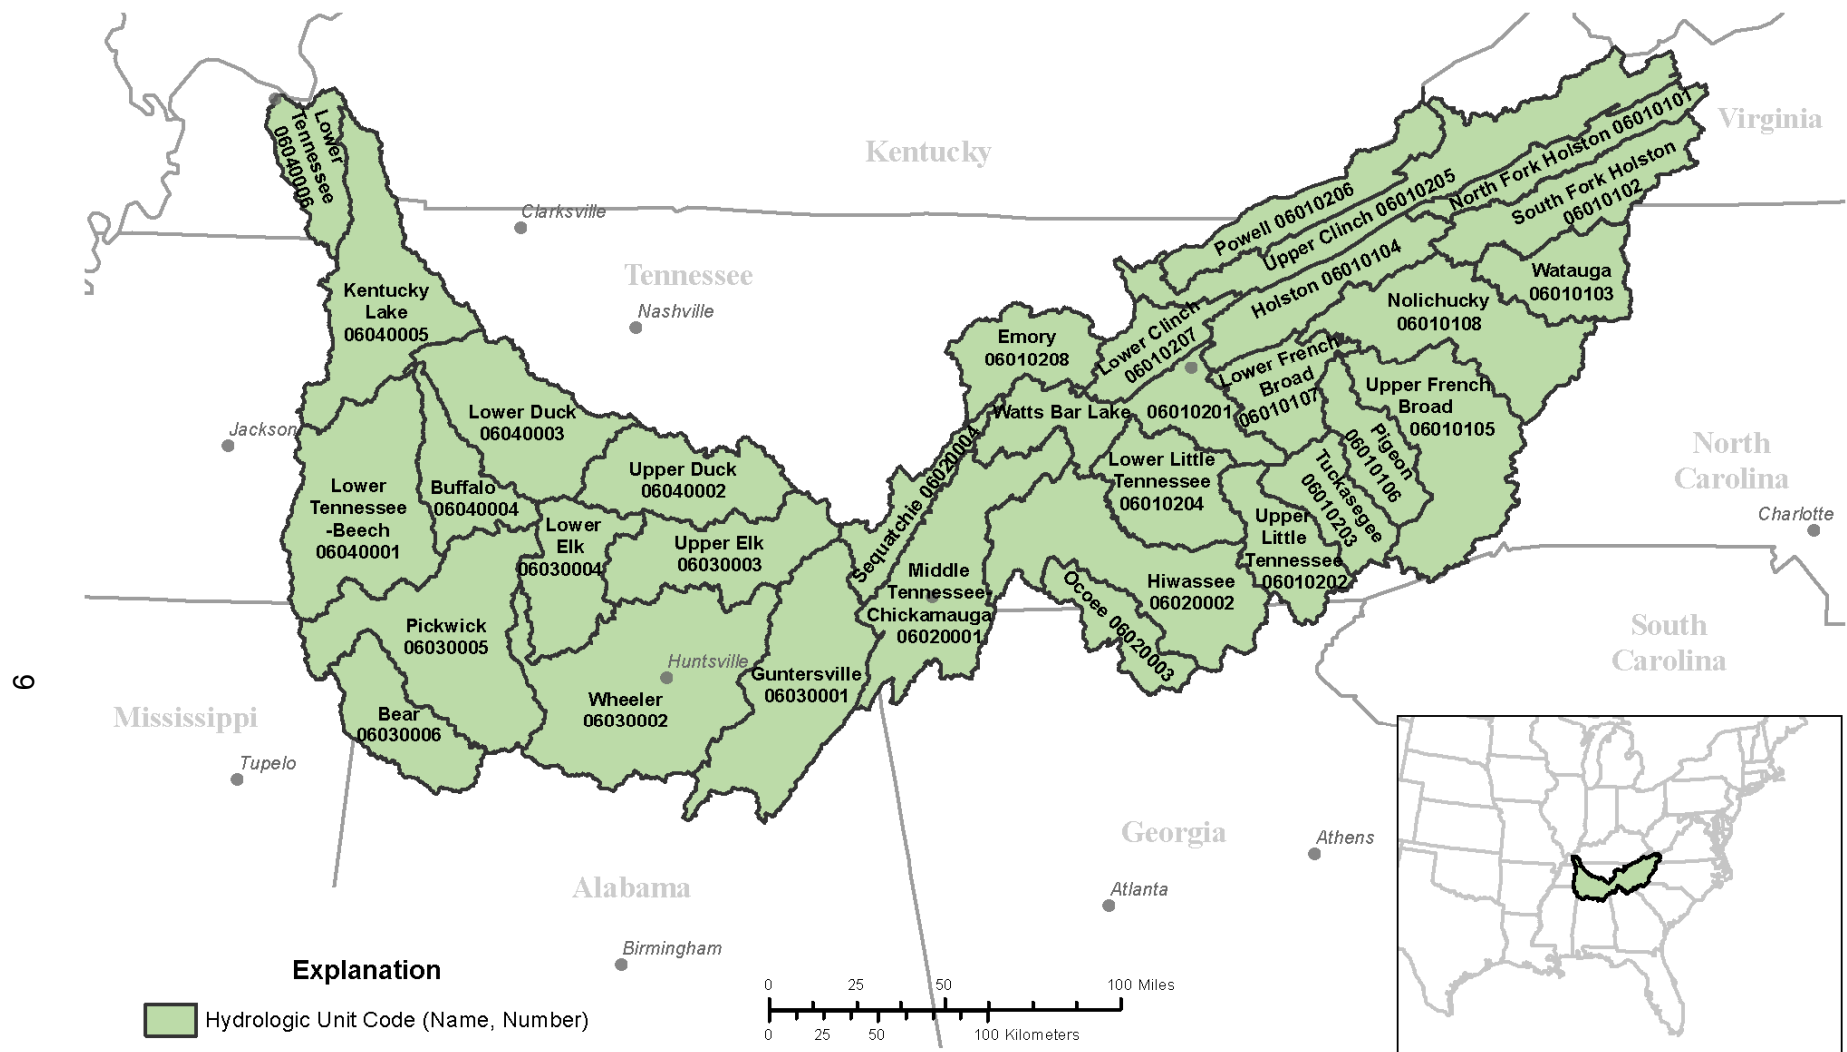 Kentucky
Virginia
Tennessee
North
Carolina
South
Carolina
Mississippi
Alabama
Georgia
Clarksville
Nashville
Jackson
Huntsville
Tupelo
Birmingham
Atlanta
Athens
Charlotte
Lower
Tennessee
06040006
Kentucky
Lake
06040005
Lower Duck
06040003
Upper Duck
06040002
Buffalo
06040004
Lower
Tennessee
-Beech
06040001
Lower
Elk
06030004
Upper Elk
06030003
Pickwick
06030005
Bear
06030006
Wheeler
06030002
Guntersville
06030001
Sequatchie 06020004
Middle
Tennessee-
Chickamauga
06020001
Emory
06010208
Watts Bar Lake 06010201
Lower Clinch
06010207
Powell 06010206
Upper Clinch 06010205
North Fork Holston 06010101
South Fork Holston
06010102
Holston 06010104
Watauga
06010103
Nolichucky
06010108
Lower French
Broad
06010107
Upper French
Broad
06010105
Pigeon
06010106
Tuckasegee
06010203
Lower Little
Tennessee
06010204
Upper
Little
Tennessee
06010202
Hiwassee
06020002
Ocoee 06020003
9
Explanation
Hydrologic Unit Code (Name, Number)
0 25 50 100 Miles
0 25 50 100 Kilometers